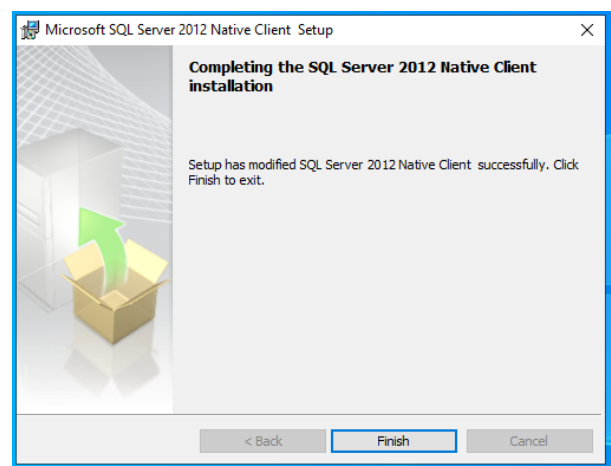 Microsoft SQL Server 2012 Native Client Setup
Completing the SQL Server 2012 Native Client
installation
Setup has modified SQL Server 2012 Native Client successfully. Click
Finish to exit.
< Back
Finish
Cancel